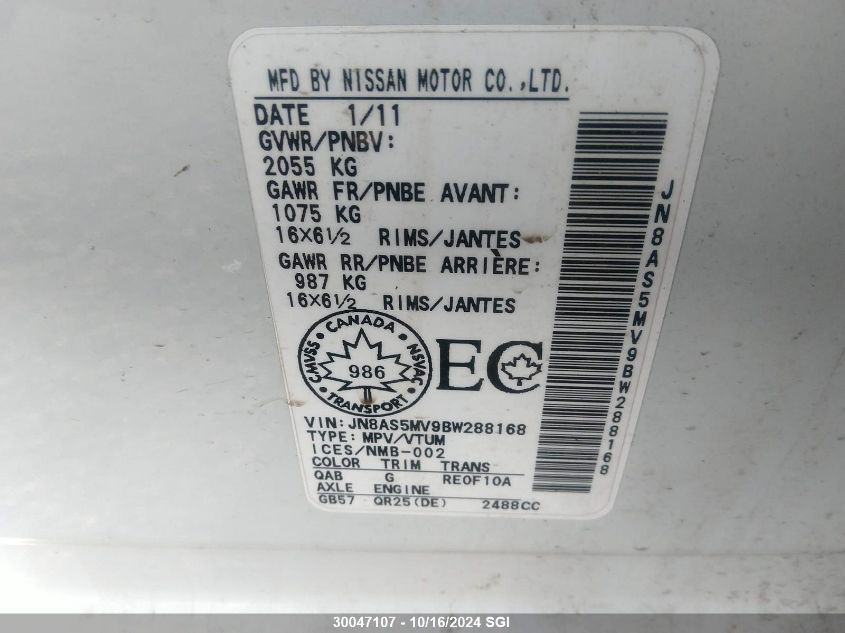 MFD BY NISSAN MOTOR CO.,LTD.
DATE 1/11
GVWR/PNBV:
2055 KG
GAWR FR/PNBE AVANT:
1075 KG
16X6½ RIMS/JANTES
GAWR RR/PNBE ARRIÈRE:
987 KG
16X6½ RIMS/JANTES
CANADA
CMVSS
NSVAC
986
TRANSPORT
EC
VIN: JN8AS5MV9BW288168
TYPE: MPV/VTUM
ICES/NMB-002
COLOR TRIM TRANS
QAB G RE0F10A
AXLE ENGINE
GB57 QR25(DE) 2488CC
JN8AS5MV9BW288168
30047107 - 10/16/2024 SGI